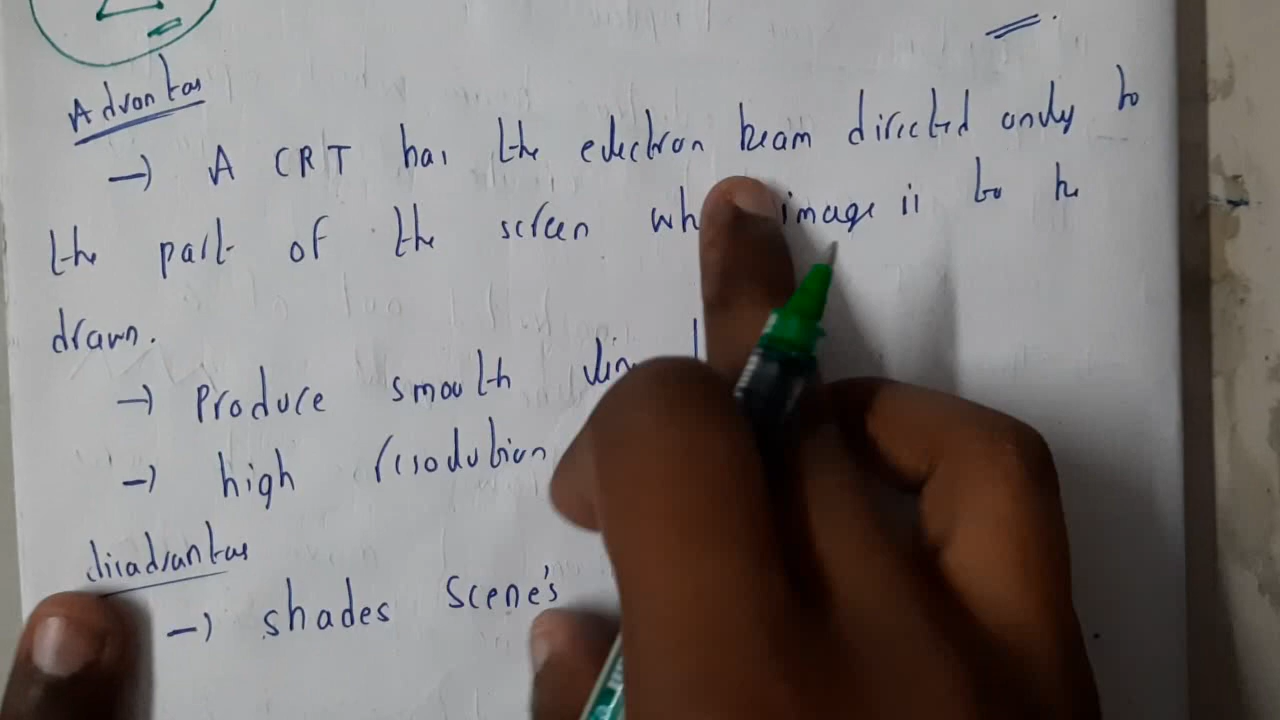 Advantas
→ A CRT has the electron beam directed only to
the part of the screen image is to be
drawn.
→ Produce smooth
→ high resolution
disadvantas
→ shades Scene's